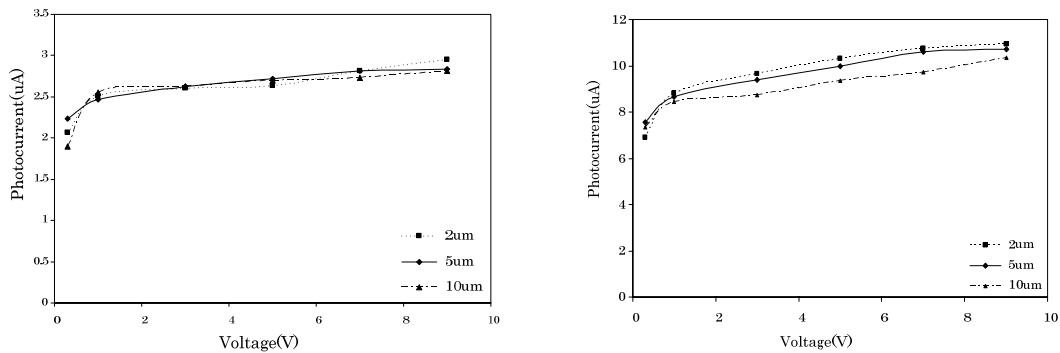 3.5
3
2.5
2
1.5
1
0.5
0
Photocurrent(uA)
0 2 4 6 8 10
Voltage(V)
2um
5um
10um
12
10
8
6
4
2
0
Photocurrent(uA)
0 2 4 6 8 10
Voltage(V)
2um
5um
10um